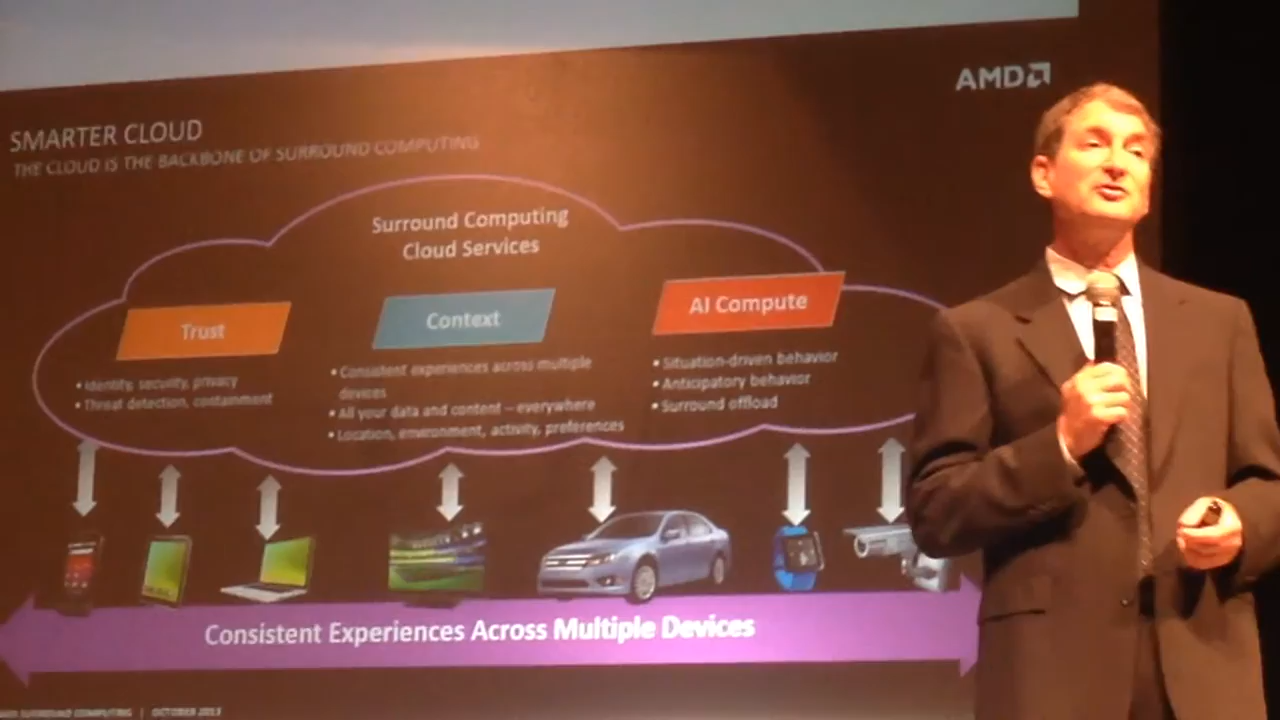 AMD
SMARTER CLOUD
THE CLOUD IS THE BACKBONE OF SURROUND COMPUTING
Surround Computing
Cloud Services
Trust
• Identity, security, privacy
• Threat detection, containment
Context
• Consistent experiences across multiple
devices
• All your data and content – everywhere
• Location, environment, activity, preferences
AI Compute
• Situation-driven behavior
• Anticipatory behavior
• Surround offload
Consistent Experiences Across Multiple Devices
SURROUND COMPUTING | OCTOBER 2013